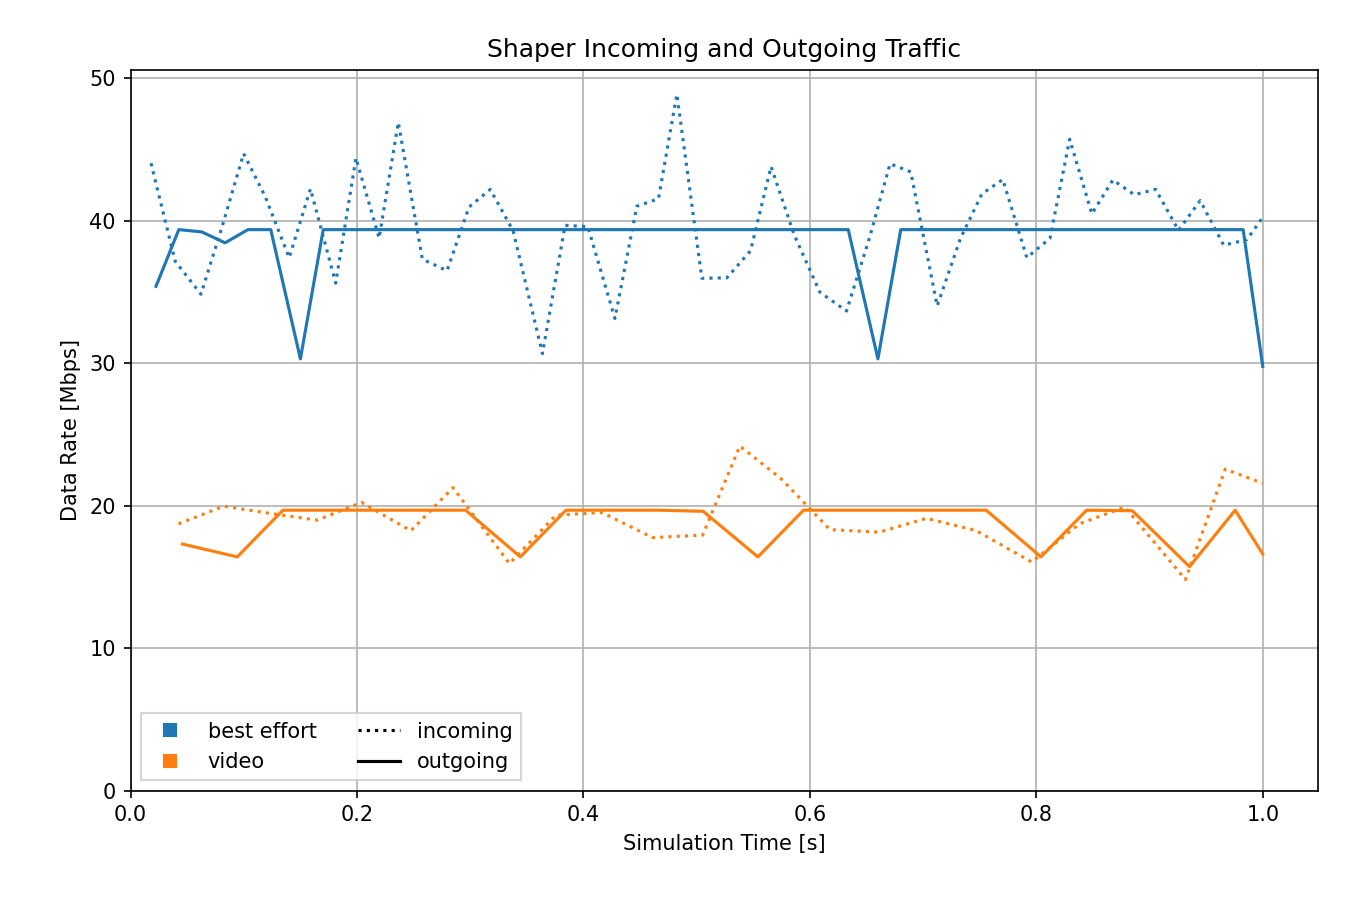 Shaper Incoming and Outgoing Traffic
50
40
30
20
10
0
Data Rate [Mbps]
best effort
video
incoming
outgoing
0.0 0.2 0.4 0.6 0.8 1.0
Simulation Time [s]